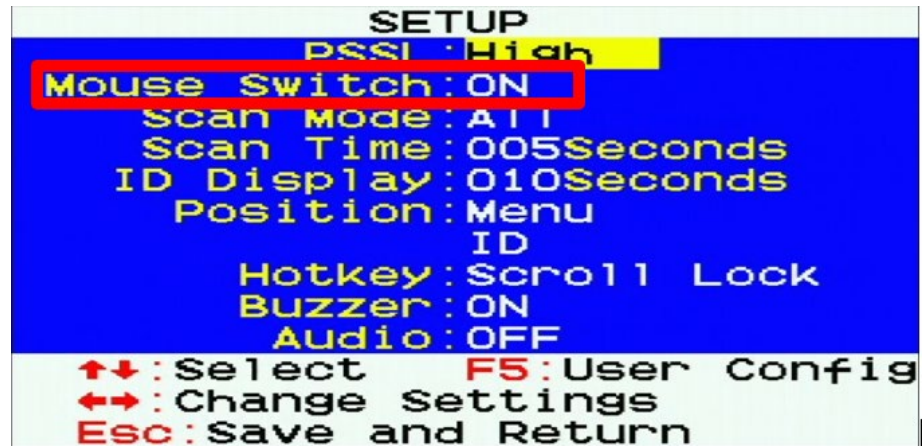 SETUP
PSSL:High
Mouse Switch:ON
Scan Mode:All
Scan Time:005Seconds
ID Display:010Seconds
Position:Menu
ID
Hotkey:Scroll Lock
Buzzer:ON
Audio:OFF
↑↓:Select F5:User Config
←→:Change Settings
Esc:Save and Return